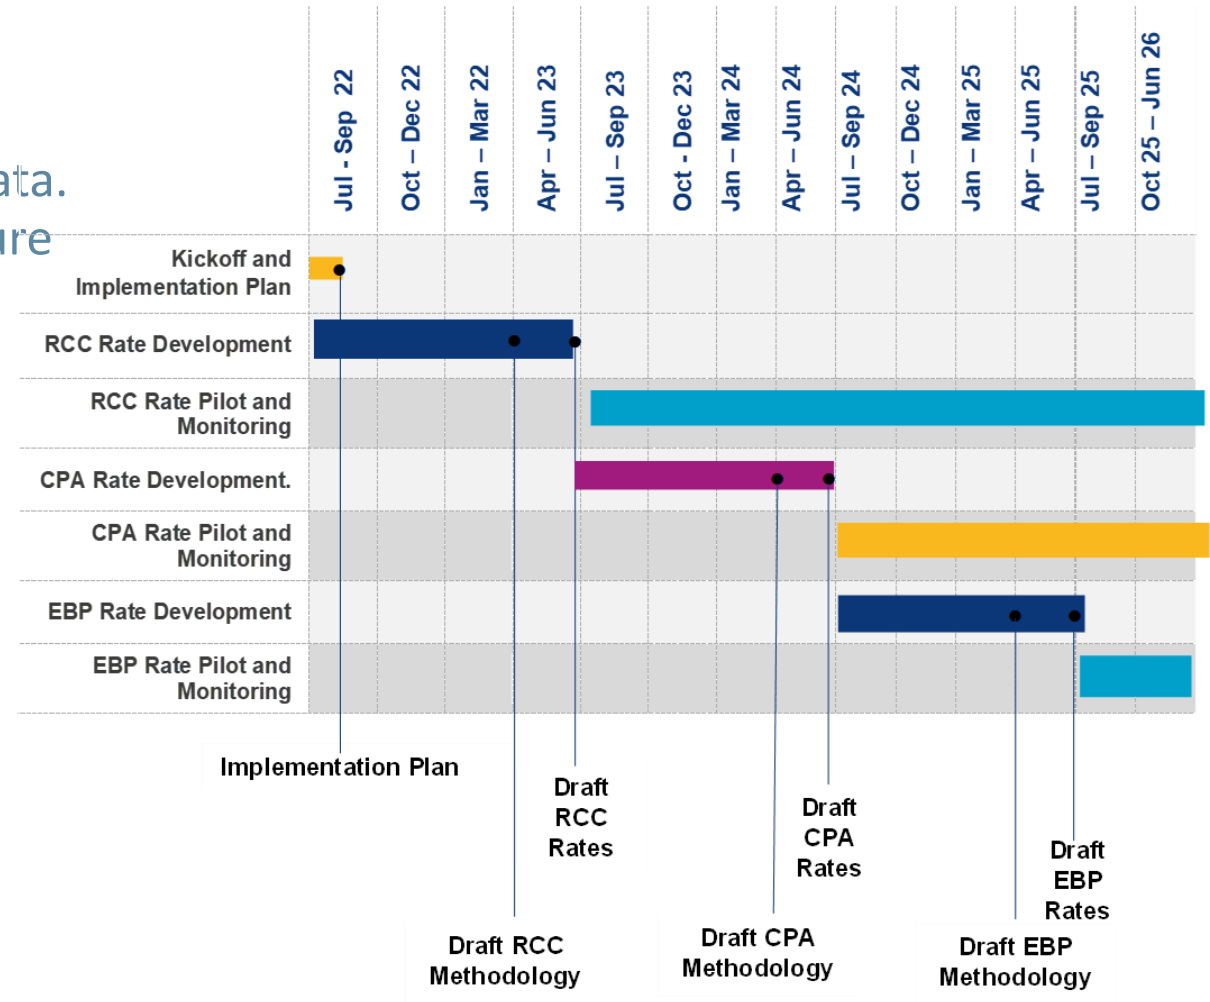 Jul - Sep 22
Oct – Dec 22
Jan – Mar 22
Apr – Jun 23
Jul – Sep 23
Oct - Dec 23
Jan – Mar 24
Apr – Jun 24
Jul – Sep 24
Oct – Dec 24
Jan – Mar 25
Apr – Jun 25
Jul – Sep 25
Oct 25 – Jun 26
ata.
ure
Kickoff and
Implementation Plan
RCC Rate Development
RCC Rate Pilot and
Monitoring
CPA Rate Development.
CPA Rate Pilot and
Monitoring
EBP Rate Development
EBP Rate Pilot and
Monitoring
Implementation Plan
Draft
RCC
Rates
Draft
CPA
Rates
Draft
EBP
Rates
Draft RCC
Methodology
Draft CPA
Methodology
Draft EBP
Methodology